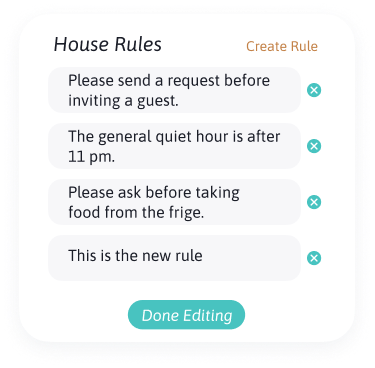 House Rules
Create Rule
Please send a request before
inviting a guest.
The general quiet hour is after
11 pm.
Please ask before taking
food from the frige.
This is the new rule
Done Editing